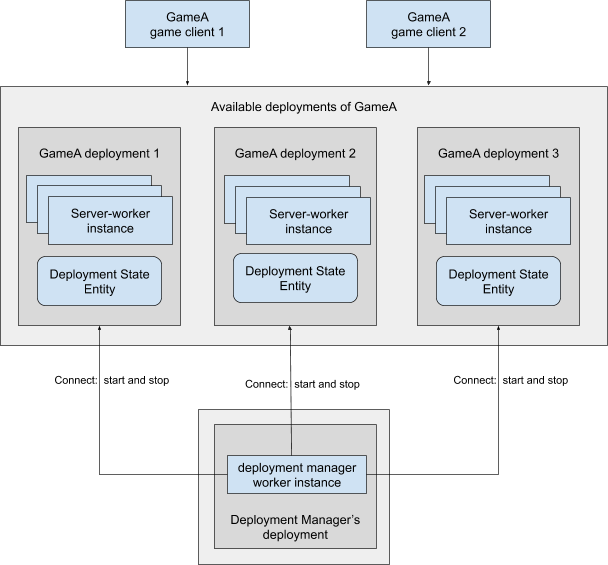 GameA
game client 1
GameA
game client 2
Available deployments of GameA
GameA deployment 1
Server-worker
instance
Deployment State
Entity
GameA deployment 2
Server-worker
instance
Deployment State
Entity
GameA deployment 3
Server-worker
instance
Deployment State
Entity
Connect: start and stop
Connect: start and stop
Connect: start and stop
deployment manager
worker instance
Deployment Manager's
deployment